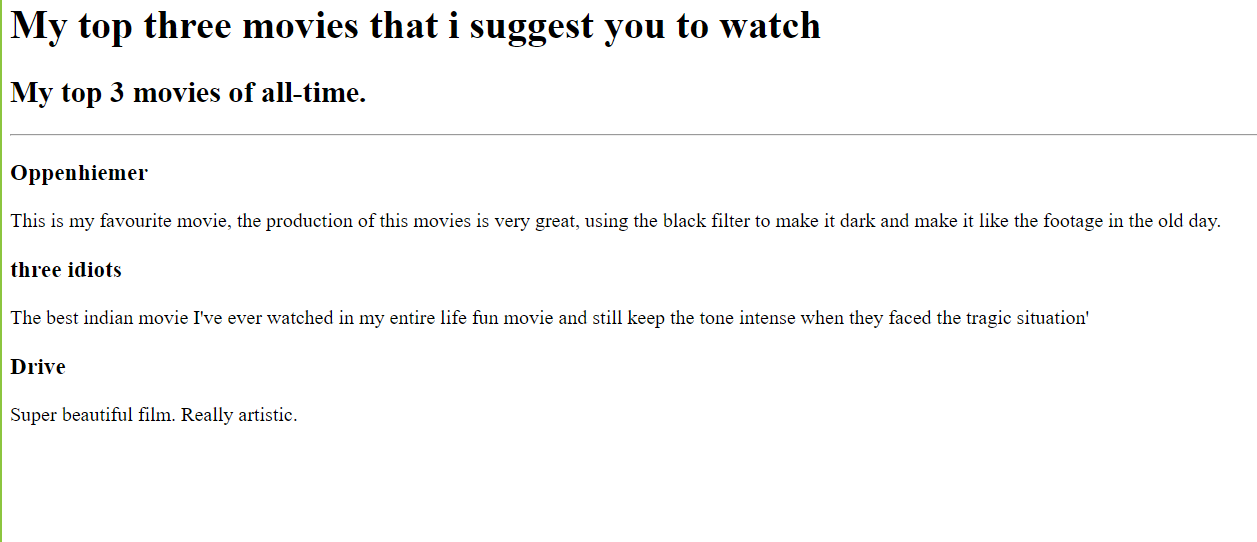 My top three movies that i suggest you to watch
My top 3 movies of all-time.
Oppenhiemer
This is my favourite movie, the production of this movies is very great, using the black filter to make it dark and make it like the footage in the old day.
three idiots
The best indian movie I've ever watched in my entire life fun movie and still keep the tone intense when they faced the tragic situation'
Drive
Super beautiful film. Really artistic.